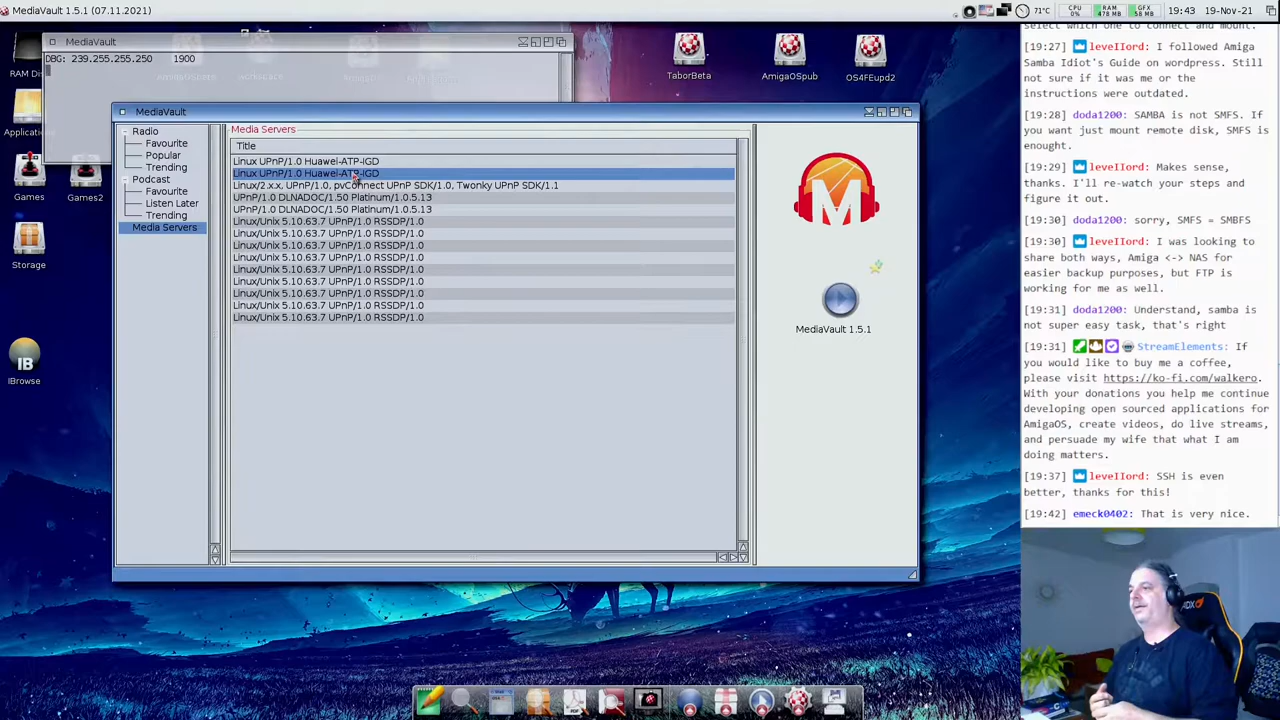 MediaVault 1.5.1 (07.11.2021)
71°C
CPU 0%
RAM 478 MB
GFX 58 MB
19:43
19-Nov-21
MediaVault
DBG: 239.255.255.250 1900
RAM Dis
Applications
Games
Games2
Storage
IBrowse
IB
TaborBeta
AmigaOSpub
OS4FEupd2
MediaVault
Radio
Favourite
Popular
Trending
Podcast
Favourite
Listen Later
Trending
Media Servers
Media Servers
Title
Linux UPnP/1.0 Huawei-ATP-IGD
Linux UPnP/1.0 Huawei-ATP-IGD
Linux/2.x.x, UPnP/1.0, pvConnect UPnP SDK/1.0, Twonky UPnP SDK/1.1
UPnP/1.0 DLNADOC/1.50 Platinum/1.0.5.13
UPnP/1.0 DLNADOC/1.50 Platinum/1.0.5.13
Linux/Unix 5.10.63.7 UPnP/1.0 RSSDP/1.0
Linux/Unix 5.10.63.7 UPnP/1.0 RSSDP/1.0
Linux/Unix 5.10.63.7 UPnP/1.0 RSSDP/1.0
Linux/Unix 5.10.63.7 UPnP/1.0 RSSDP/1.0
Linux/Unix 5.10.63.7 UPnP/1.0 RSSDP/1.0
Linux/Unix 5.10.63.7 UPnP/1.0 RSSDP/1.0
Linux/Unix 5.10.63.7 UPnP/1.0 RSSDP/1.0
Linux/Unix 5.10.63.7 UPnP/1.0 RSSDP/1.0
Linux/Unix 5.10.63.7 UPnP/1.0 RSSDP/1.0
MediaVault 1.5.1
select which one to connect and mount.
[19:27] leveIIord: I followed Amiga
Samba Idiot's Guide on wordpress. Still
not sure if it was me or the
instructions were outdated.
[19:28] doda1200: SAMBA is not SMFS. If
you want just mount remote disk, SMFS is
enought.
[19:29] leveIIord: Makes sense,
thanks. I'll re-watch your steps and
figure it out.
[19:30] doda1200: sorry, SMFS = SMBFS
[19:30] leveIIord: I was looking to
share both ways, Amiga <-> NAS for
easier backup purposes, but FTP is
working for me as well.
[19:31] doda1200: Understand, samba is
not super easy task, that's right
[19:31] StreamElements: If
you would like to buy me a coffee,
please visit https://ko-fi.com/walkero.
With your donations you help me continue
developing open sourced applications for
AmigaOS, create videos, do live streams,
and persuade my wife that what I am
doing matters.
[19:37] leveIIord: SSH is even
better, thanks for this!
[19:42] emeck0402: That is very nice.